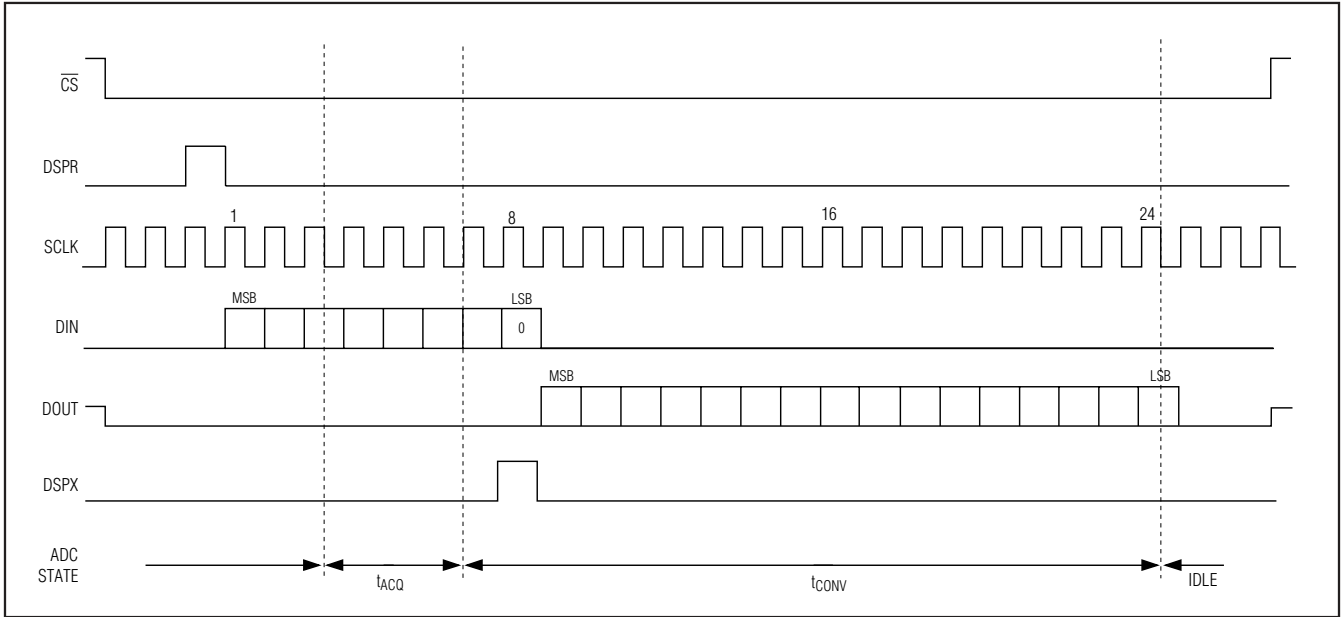 CS
DSPR
1 8 16 24
SCLK
MSB LSB
DIN 0
MSB LSB
DOUT
DSPX
ADC
STATE
tACQ tCONV IDLE